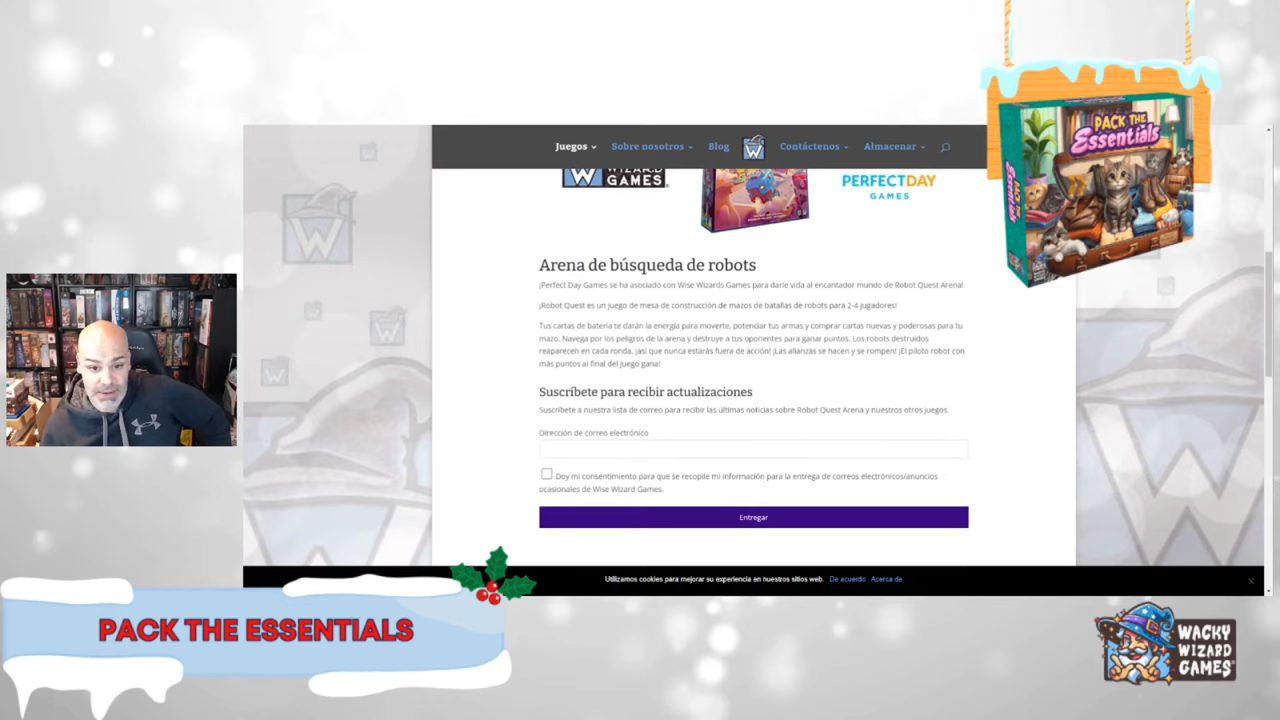 PACK THE
Essentials
Essentials
Juegos Sobre nosotros Blog W Contáctenos Almacenar
W GAMES
PERFECTDAY
GAMES
Arena de búsqueda de robots
¡Perfect Day Games se ha asociado con Wise Wizards Games para darle vida al encantador mundo de Robot Quest Arena!
¡Robot Quest es un juego de mesa de construcción de mazos de batallas de robots para 2-4 jugadores!
Tus cartas de batería te darán la energía para moverte, potenciar tus armas y comprar cartas nuevas y poderosas para tu
mazo. Navega por los peligros de la arena y destruye a tus oponentes para ganar puntos. Los robots destruidos
reaparecen en cada ronda, ¡así que nunca estarás fuera de acción! ¡Las alianzas se hacen y se rompen! ¡El piloto robot con
más puntos al final del juego gana!
Suscríbete para recibir actualizaciones
Suscríbete a nuestra lista de correo para recibir las últimas noticias sobre Robot Quest Arena y nuestros otros juegos.
Dirección de correo electrónico
Doy mi consentimiento para que se recopile mi información para la entrega de correos electrónicos/anuncios
ocasionales de Wise Wizard Games.
Entregar
Utilizamos cookies para mejorar su experiencia en nuestros sitios web. De acuerdo Acerca de
PACK THE ESSENTIALS
WACKY
WIZARD
GAMES